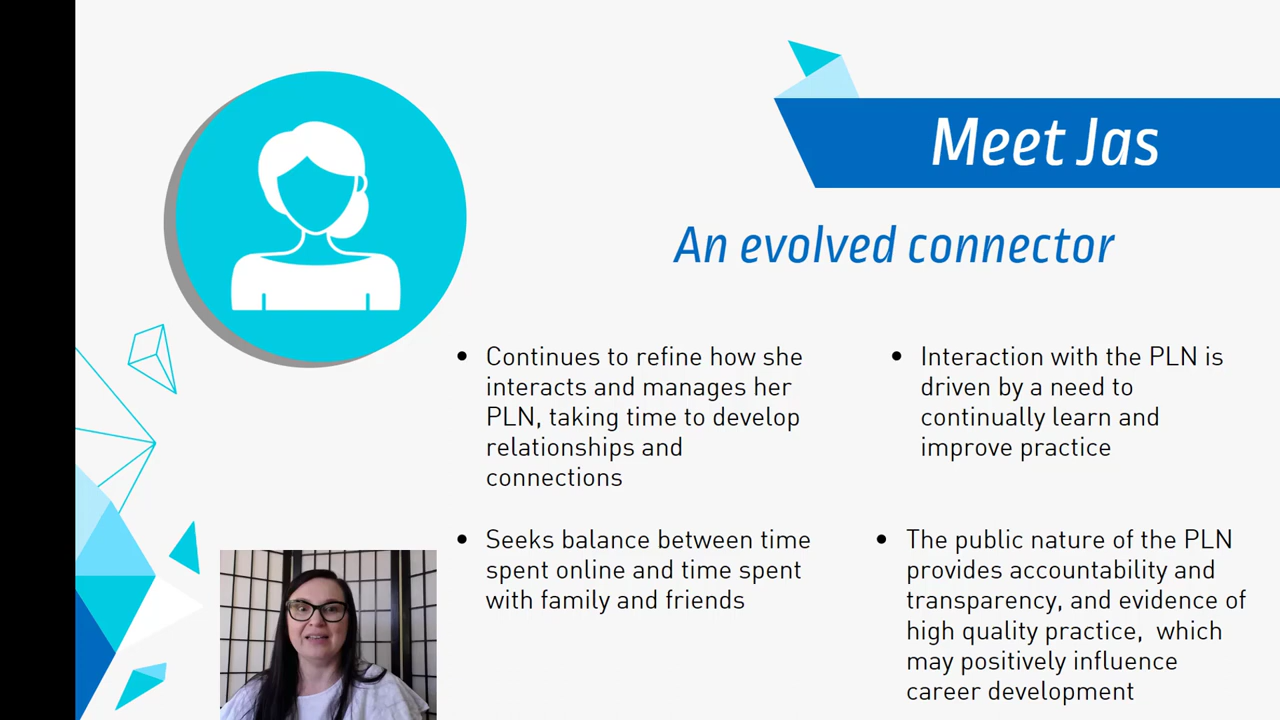 Meet Jas
An evolved connector
• Continues to refine how she
interacts and manages her
PLN, taking time to develop
relationships and
connections
• Seeks balance between time
spent online and time spent
with family and friends
• Interaction with the PLN is
driven by a need to
continually learn and
improve practice
• The public nature of the PLN
provides accountability and
transparency, and evidence of
high quality practice,  which
may positively influence
career development